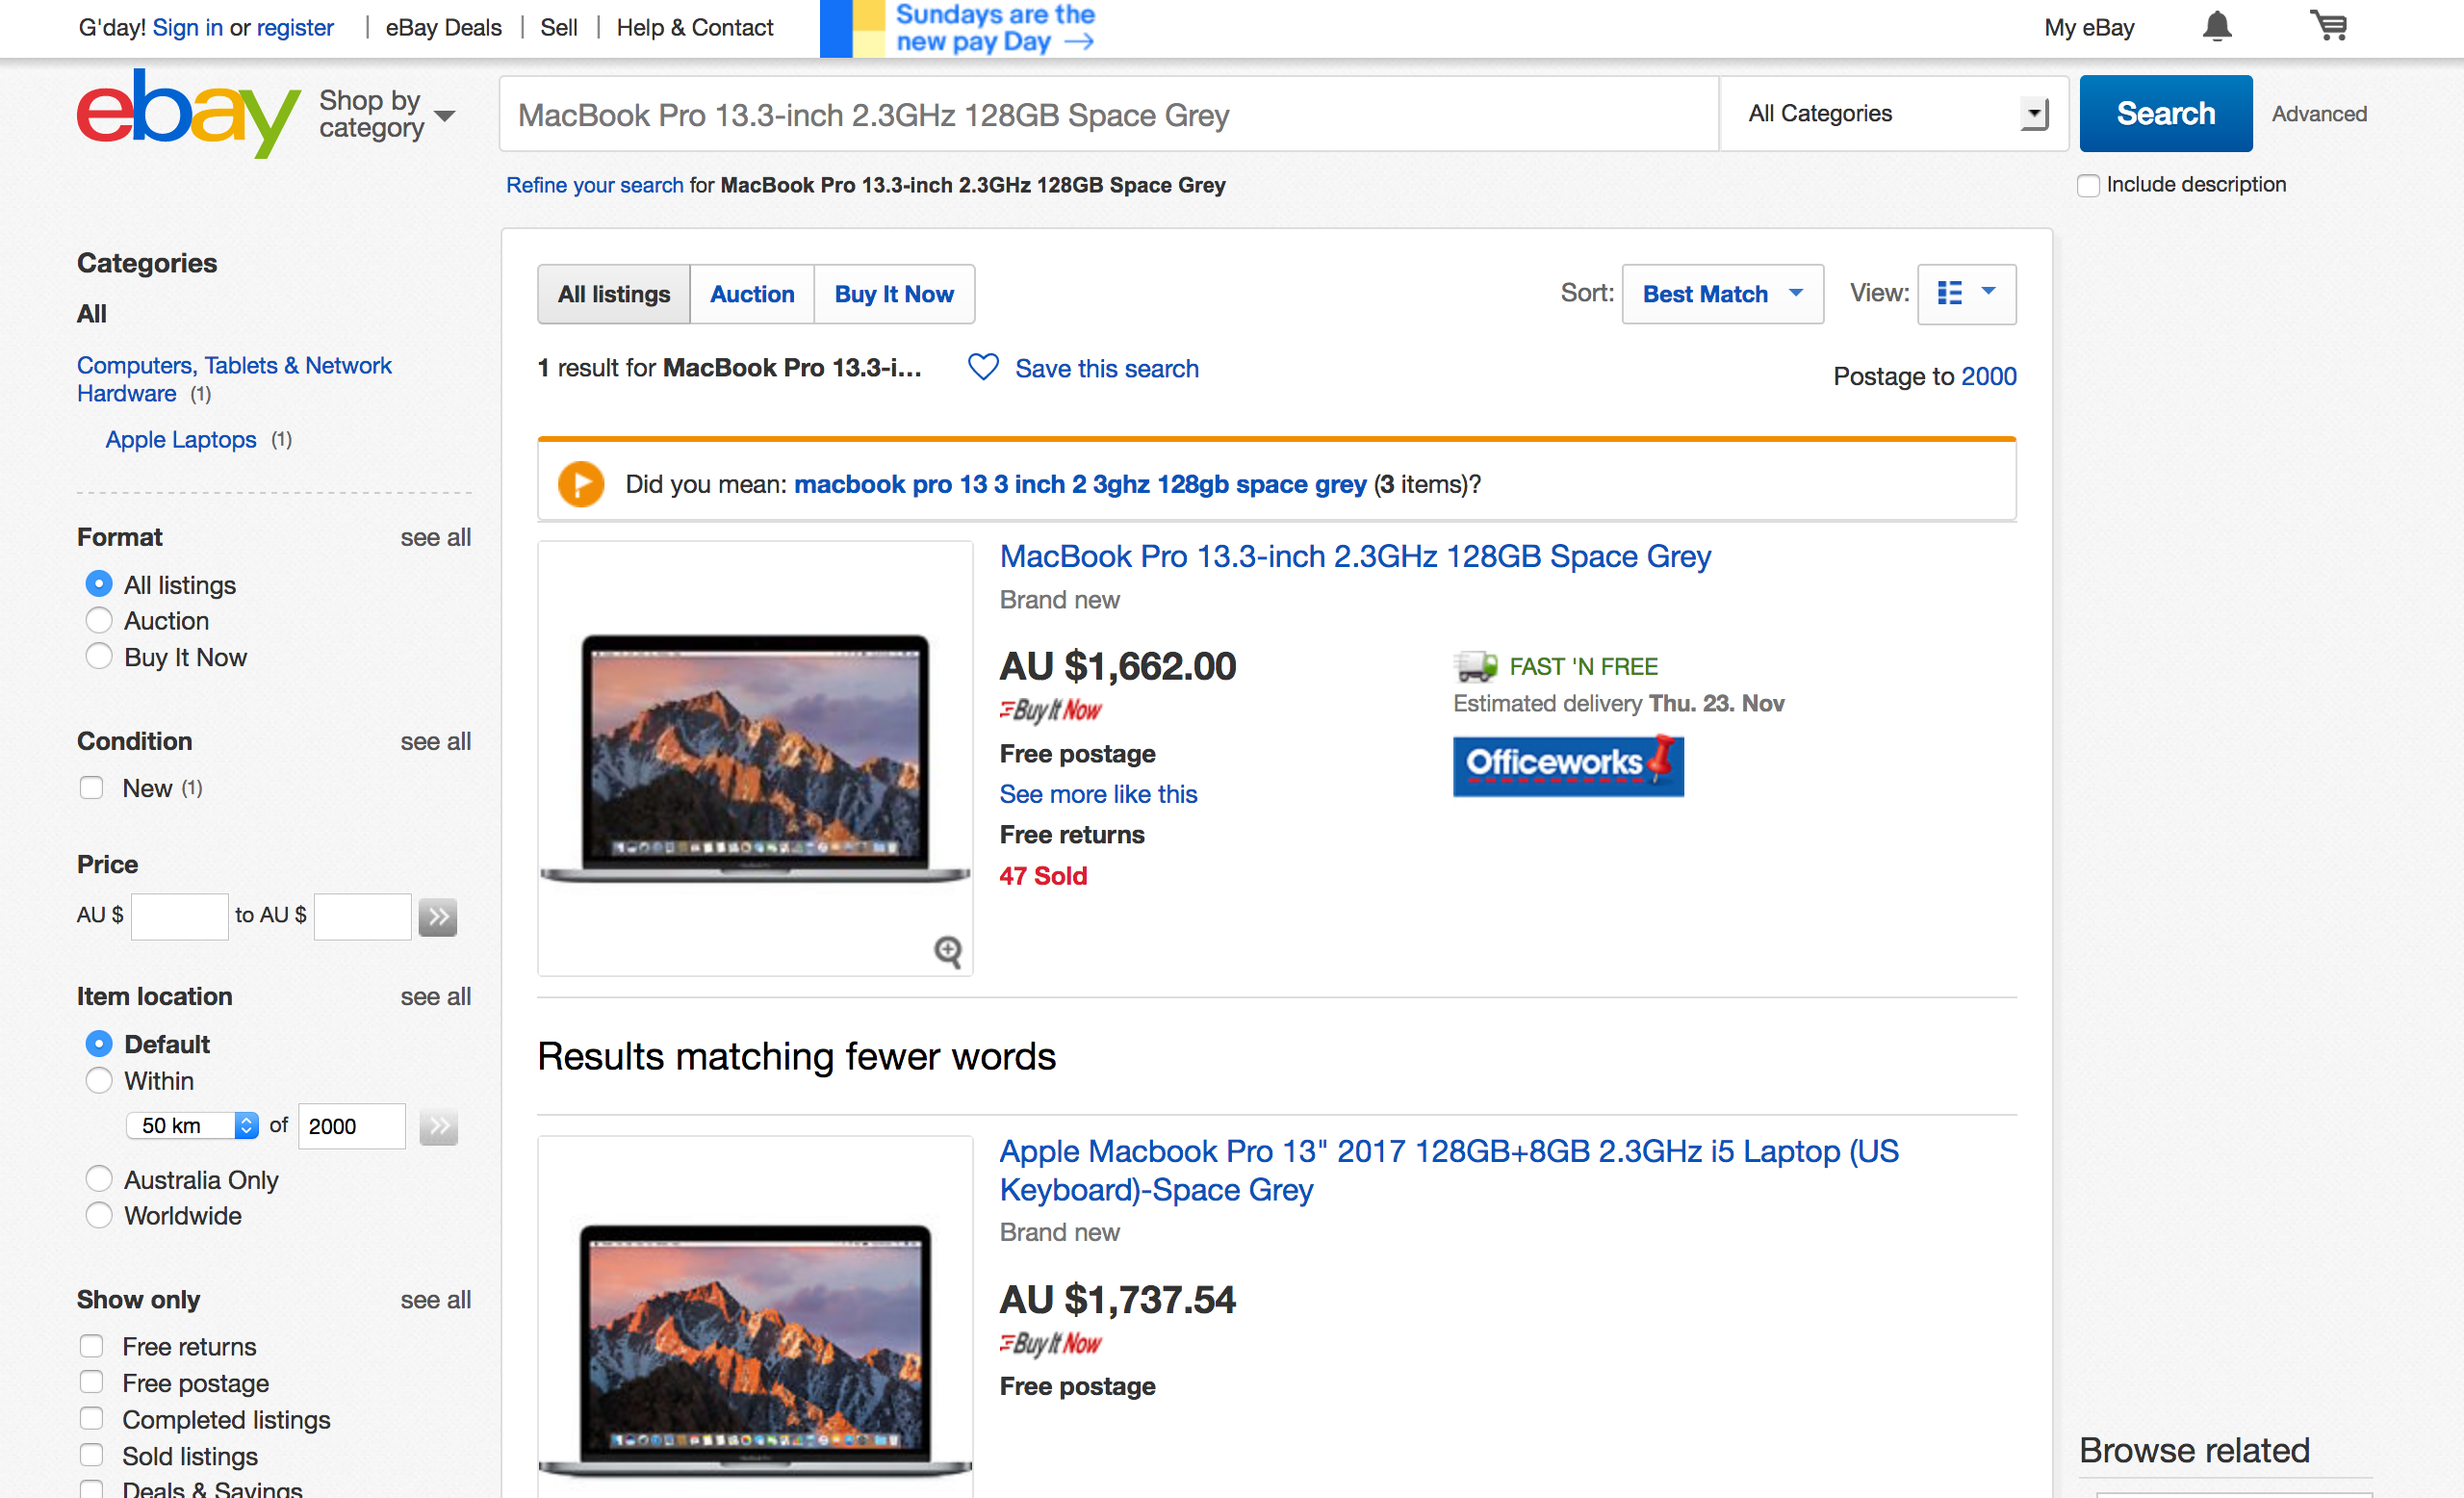 G'day! Sign in or register | eBay Deals | Sell | Help & Contact
Sundays are the
new pay Day →
My eBay
ebay
Shop by
category
MacBook Pro 13.3-inch 2.3GHz 128GB Space Grey
All Categories
Search
Advanced
Refine your search for MacBook Pro 13.3-inch 2.3GHz 128GB Space Grey
Include description
Categories
All
Computers, Tablets & Network
Hardware (1)
Apple Laptops (1)
Format see all
All listings
Auction
Buy It Now
Condition see all
New (1)
Price
AU $ to AU $
Item location see all
Default
Within
50 km of 2000
Australia Only
Worldwide
Show only see all
Free returns
Free postage
Completed listings
Sold listings
Deals & Savings
All listings Auction Buy It Now
Sort: Best Match View:
1 result for MacBook Pro 13.3-i... Save this search
Postage to 2000
Did you mean: macbook pro 13 3 inch 2 3ghz 128gb space grey (3 items)?
MacBook Pro 13.3-inch 2.3GHz 128GB Space Grey
Brand new
AU $1,662.00
Buy It Now
Free postage
See more like this
Free returns
47 Sold
FAST 'N FREE
Estimated delivery Thu. 23. Nov
Officeworks
Results matching fewer words
Apple Macbook Pro 13" 2017 128GB+8GB 2.3GHz i5 Laptop (US
Keyboard)-Space Grey
Brand new
AU $1,737.54
Buy It Now
Free postage
Browse related